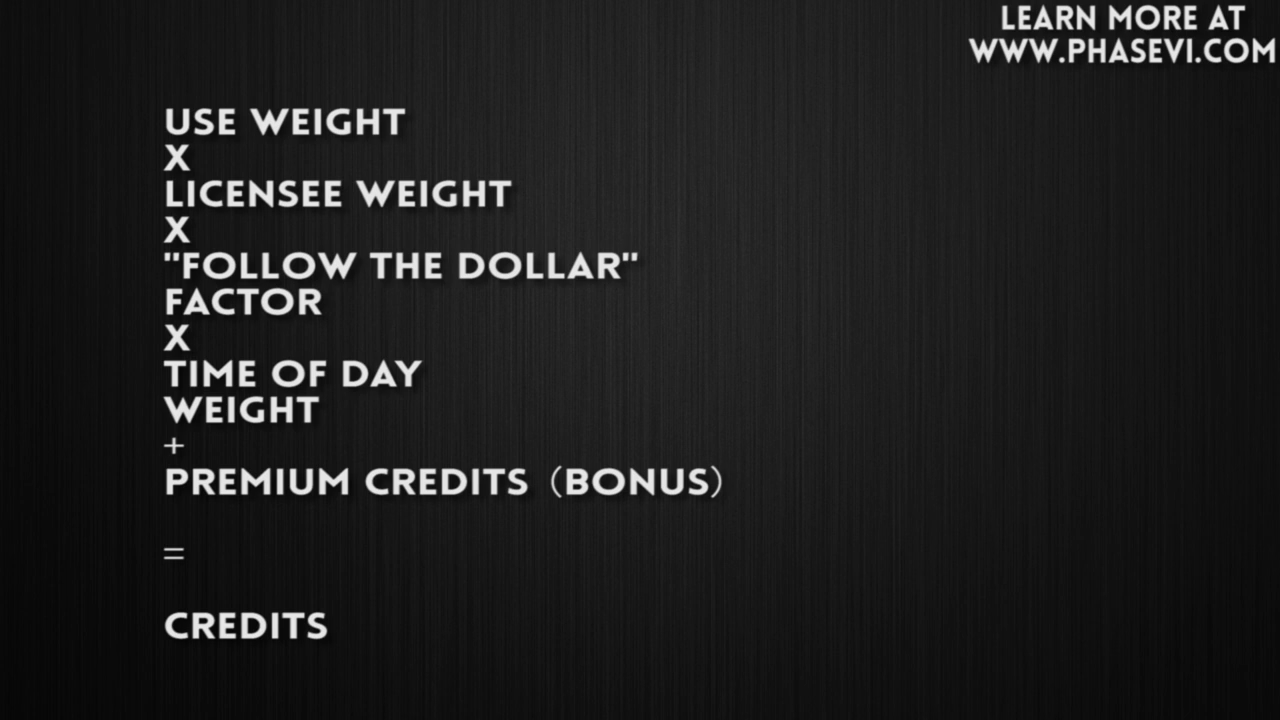 LEARN MORE AT
WWW.PHASEVI.COM
USE WEIGHT
X
LICENSEE WEIGHT
X
"FOLLOW THE DOLLAR"
FACTOR
X
TIME OF DAY
WEIGHT
+
PREMIUM CREDITS (BONUS)
=
CREDITS